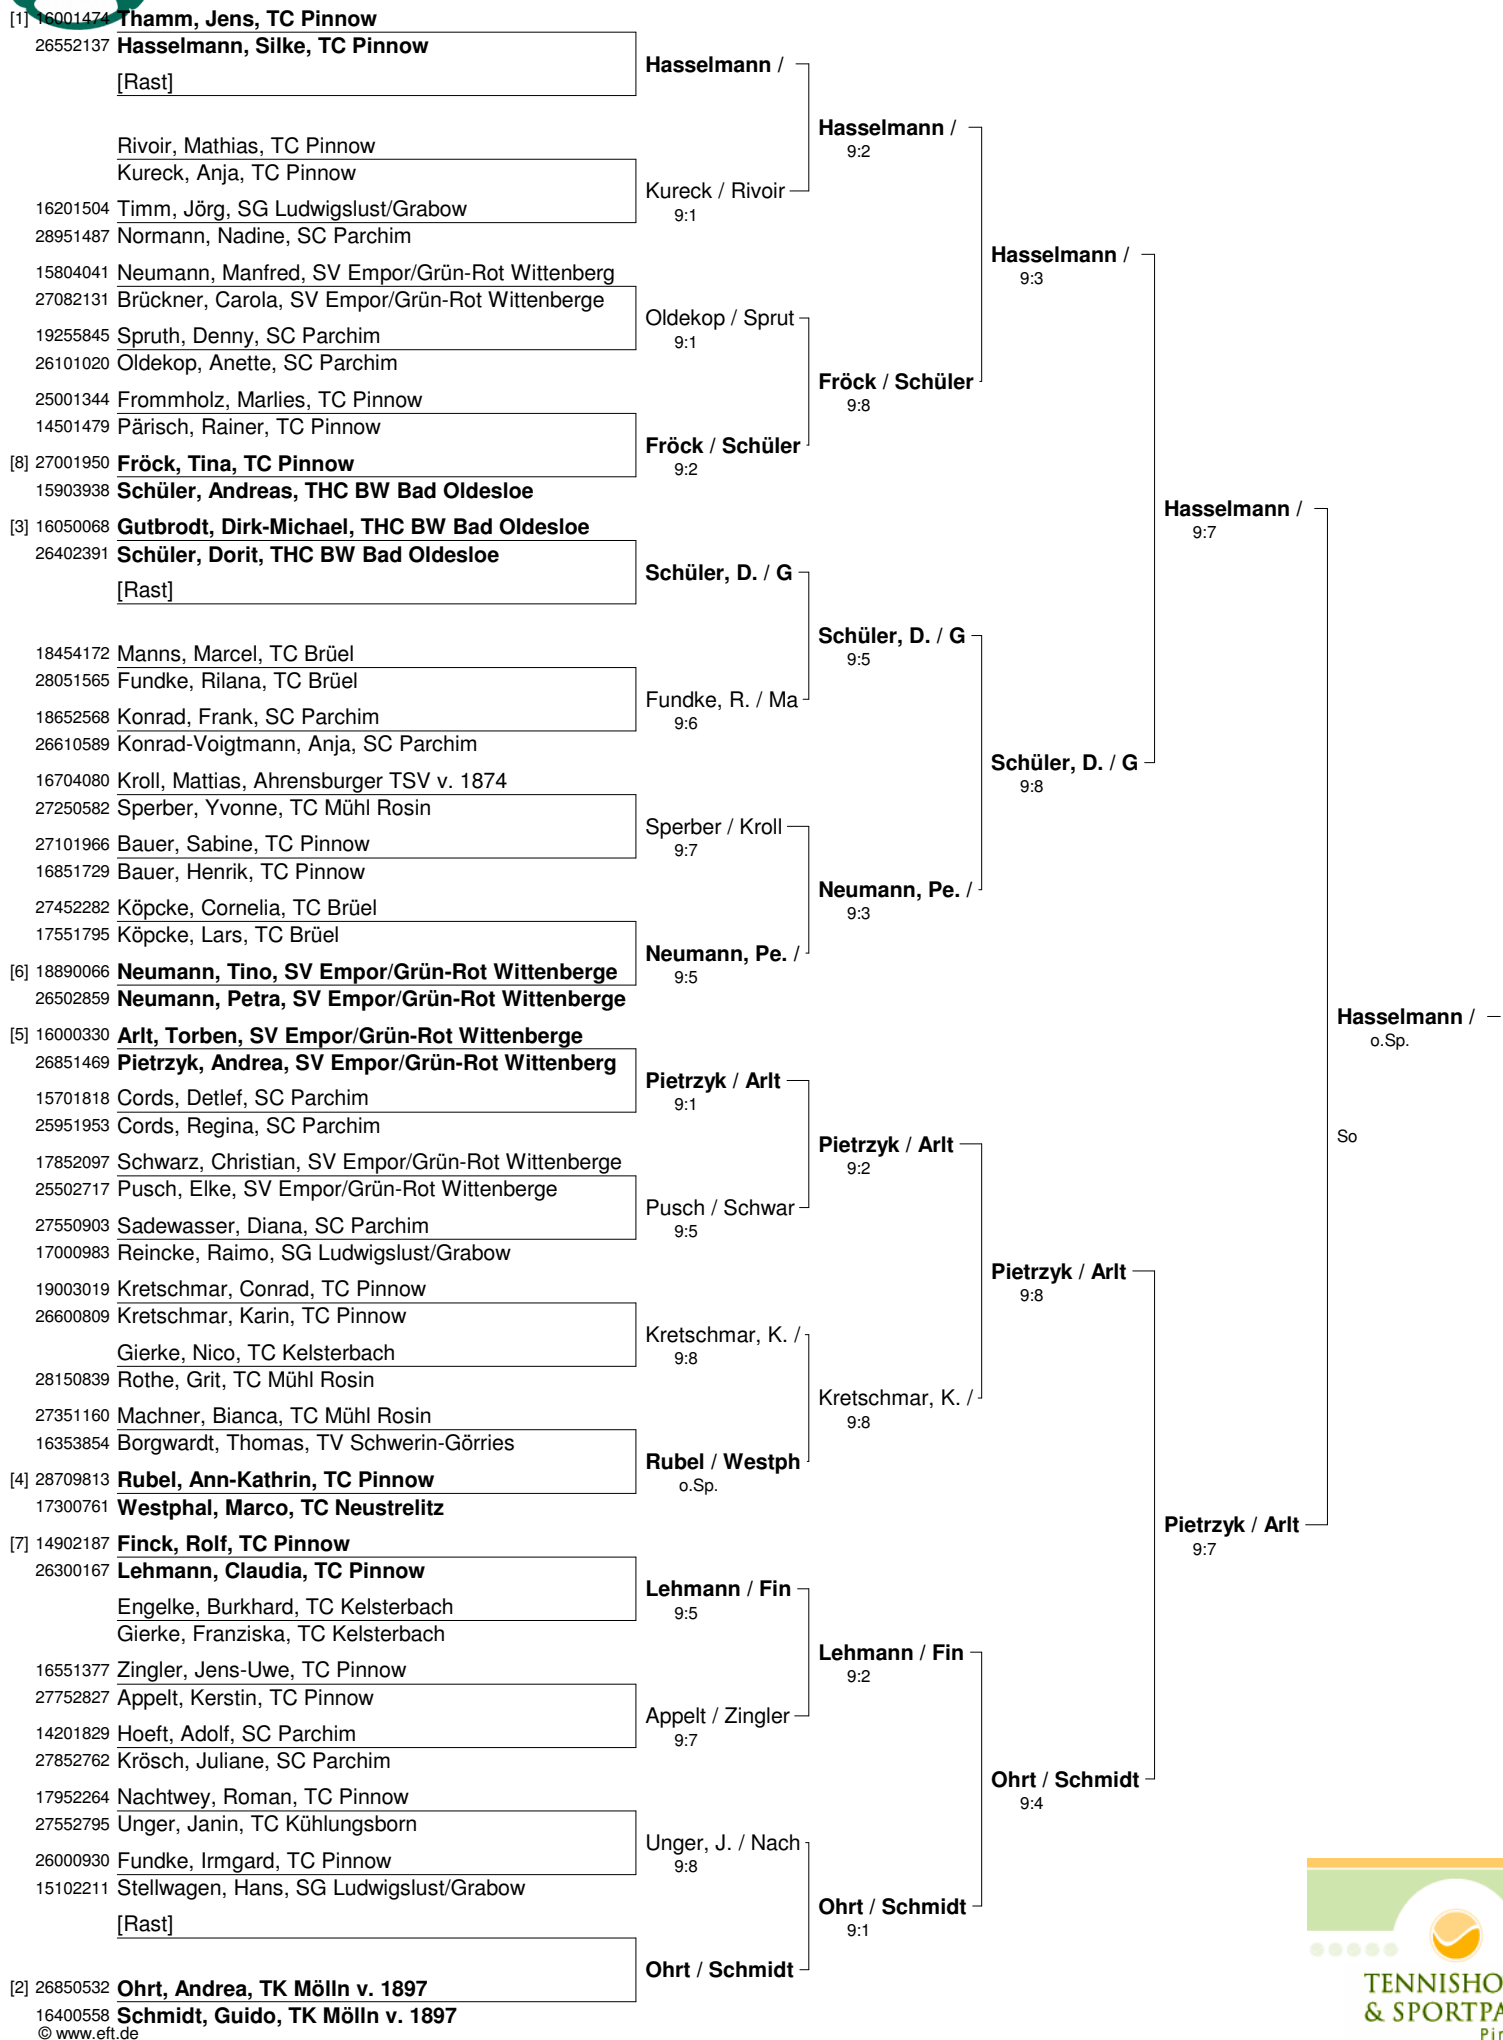 [1] 16001474 Thamm, Jens, TC Pinnow
26552137 Hasselmann, Silke, TC Pinnow
Hasselmann /
[Rast]
Hasselmann /
9:2
Rivoir, Mathias, TC Pinnow
Kureck, Anja, TC Pinnow
Kureck / Rivoir
9:1
16201504 Timm, Jörg, SG Ludwigslust/Grabow
28951487 Normann, Nadine, SC Parchim
Hasselmann /
9:3
15804041 Neumann, Manfred, SV Empor/Grün-Rot Wittenberg
27082131 Brückner, Carola, SV Empor/Grün-Rot Wittenberge
Oldekop / Sprut
9:1
19255845 Spruth, Denny, SC Parchim
26101020 Oldekop, Anette, SC Parchim
Fröck / Schüler
9:8
25001344 Frommholz, Marlies, TC Pinnow
14501479 Pärisch, Rainer, TC Pinnow
Fröck / Schüler
9:2
[8] 27001950 Fröck, Tina, TC Pinnow
15903938 Schüler, Andreas, THC BW Bad Oldesloe
Hasselmann /
9:7
[3] 16050068 Gutbrodt, Dirk-Michael, THC BW Bad Oldesloe
26402391 Schüler, Dorit, THC BW Bad Oldesloe
Schüler, D. / G
[Rast]
Schüler, D. / G
9:5
18454172 Manns, Marcel, TC Brüel
28051565 Fundke, Rilana, TC Brüel
Fundke, R. / Ma
9:6
18652568 Konrad, Frank, SC Parchim
26610589 Konrad-Voigtmann, Anja, SC Parchim
Schüler, D. / G
9:8
16704080 Kroll, Mattias, Ahrensburger TSV v. 1874
27250582 Sperber, Yvonne, TC Mühl Rosin
Sperber / Kroll
9:7
27101966 Bauer, Sabine, TC Pinnow
16851729 Bauer, Henrik, TC Pinnow
Neumann, Pe. /
9:3
27452282 Köpcke, Cornelia, TC Brüel
17551795 Köpcke, Lars, TC Brüel
Neumann, Pe. /
9:5
[6] 18890066 Neumann, Tino, SV Empor/Grün-Rot Wittenberge
26502859 Neumann, Petra, SV Empor/Grün-Rot Wittenberge
Hasselmann /
o.Sp.
[5] 16000330 Arlt, Torben, SV Empor/Grün-Rot Wittenberge
26851469 Pietrzyk, Andrea, SV Empor/Grün-Rot Wittenberg
Pietrzyk / Arlt
9:1
15701818 Cords, Detlef, SC Parchim
25951953 Cords, Regina, SC Parchim
Pietrzyk / Arlt
9:2
So
17852097 Schwarz, Christian, SV Empor/Grün-Rot Wittenberge
25502717 Pusch, Elke, SV Empor/Grün-Rot Wittenberge
Pusch / Schwar
9:5
27550903 Sadewasser, Diana, SC Parchim
17000983 Reincke, Raimo, SG Ludwigslust/Grabow
Pietrzyk / Arlt
9:8
19003019 Kretschmar, Conrad, TC Pinnow
26600809 Kretschmar, Karin, TC Pinnow
Kretschmar, K. /
9:8
Gierke, Nico, TC Kelsterbach
28150839 Rothe, Grit, TC Mühl Rosin
Kretschmar, K. /
9:8
27351160 Machner, Bianca, TC Mühl Rosin
16353854 Borgwardt, Thomas, TV Schwerin-Görries
Rubel / Westph
o.Sp.
[4] 28709813 Rubel, Ann-Kathrin, TC Pinnow
17300761 Westphal, Marco, TC Neustrelitz
Pietrzyk / Arlt
9:7
[7] 14902187 Finck, Rolf, TC Pinnow
26300167 Lehmann, Claudia, TC Pinnow
Lehmann / Fin
9:5
Engelke, Burkhard, TC Kelsterbach
Gierke, Franziska, TC Kelsterbach
Lehmann / Fin
9:2
16551377 Zingler, Jens-Uwe, TC Pinnow
27752827 Appelt, Kerstin, TC Pinnow
Appelt / Zingler
9:7
14201829 Hoeft, Adolf, SC Parchim
27852762 Krösch, Juliane, SC Parchim
Ohrt / Schmidt
9:4
17952264 Nachtwey, Roman, TC Pinnow
27552795 Unger, Janin, TC Kühlungsborn
Unger, J. / Nach
9:8
26000930 Fundke, Irmgard, TC Pinnow
15102211 Stellwagen, Hans, SG Ludwigslust/Grabow
Ohrt / Schmidt
9:1
[Rast]
Ohrt / Schmidt
[2] 26850532 Ohrt, Andrea, TK Mölln v. 1897
16400558 Schmidt, Guido, TK Mölln v. 1897
© www.eft.de
TENNISHO
& SPORTPA
Pin